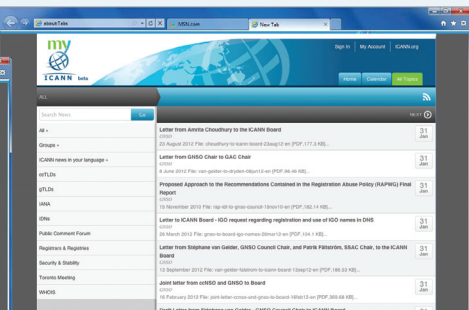 about:Tabs
MSN.com
New Tab
my
ICANN beta
Sign In
My Account
ICANN.org
Home
Calendar
All Topics
ALL
Search News
Go
NEXT
All »
Groups »
ICANN news in your language »
ccTLDs
gTLDs
IANA
IDNs
Public Comment Forum
Registrars & Registries
Security & Stability
Toronto Meeting
WHOIS
Letter from Amrita Choudhury to the ICANN Board
GNSO
31
Jan
Letter from GNSO Chair to GAC Chair
GNSO
31
Jan
Proposed Approach to the Recommendations Contained in the Registration Abuse Policy (RAPWG) Final
Report
GNSO
31
Jan
Letter to ICANN Board - IGO request regarding registration and use of IGO names in DNS
GNSO
31
Jan
Letter from Stéphane van Gelder, GNSO Council Chair, and Patrik Fältström, SSAC Chair, to the ICANN
Board
GNSO
31
Jan
Joint letter from ccNSO and GNSO to Board
GNSO
31
Jan
31